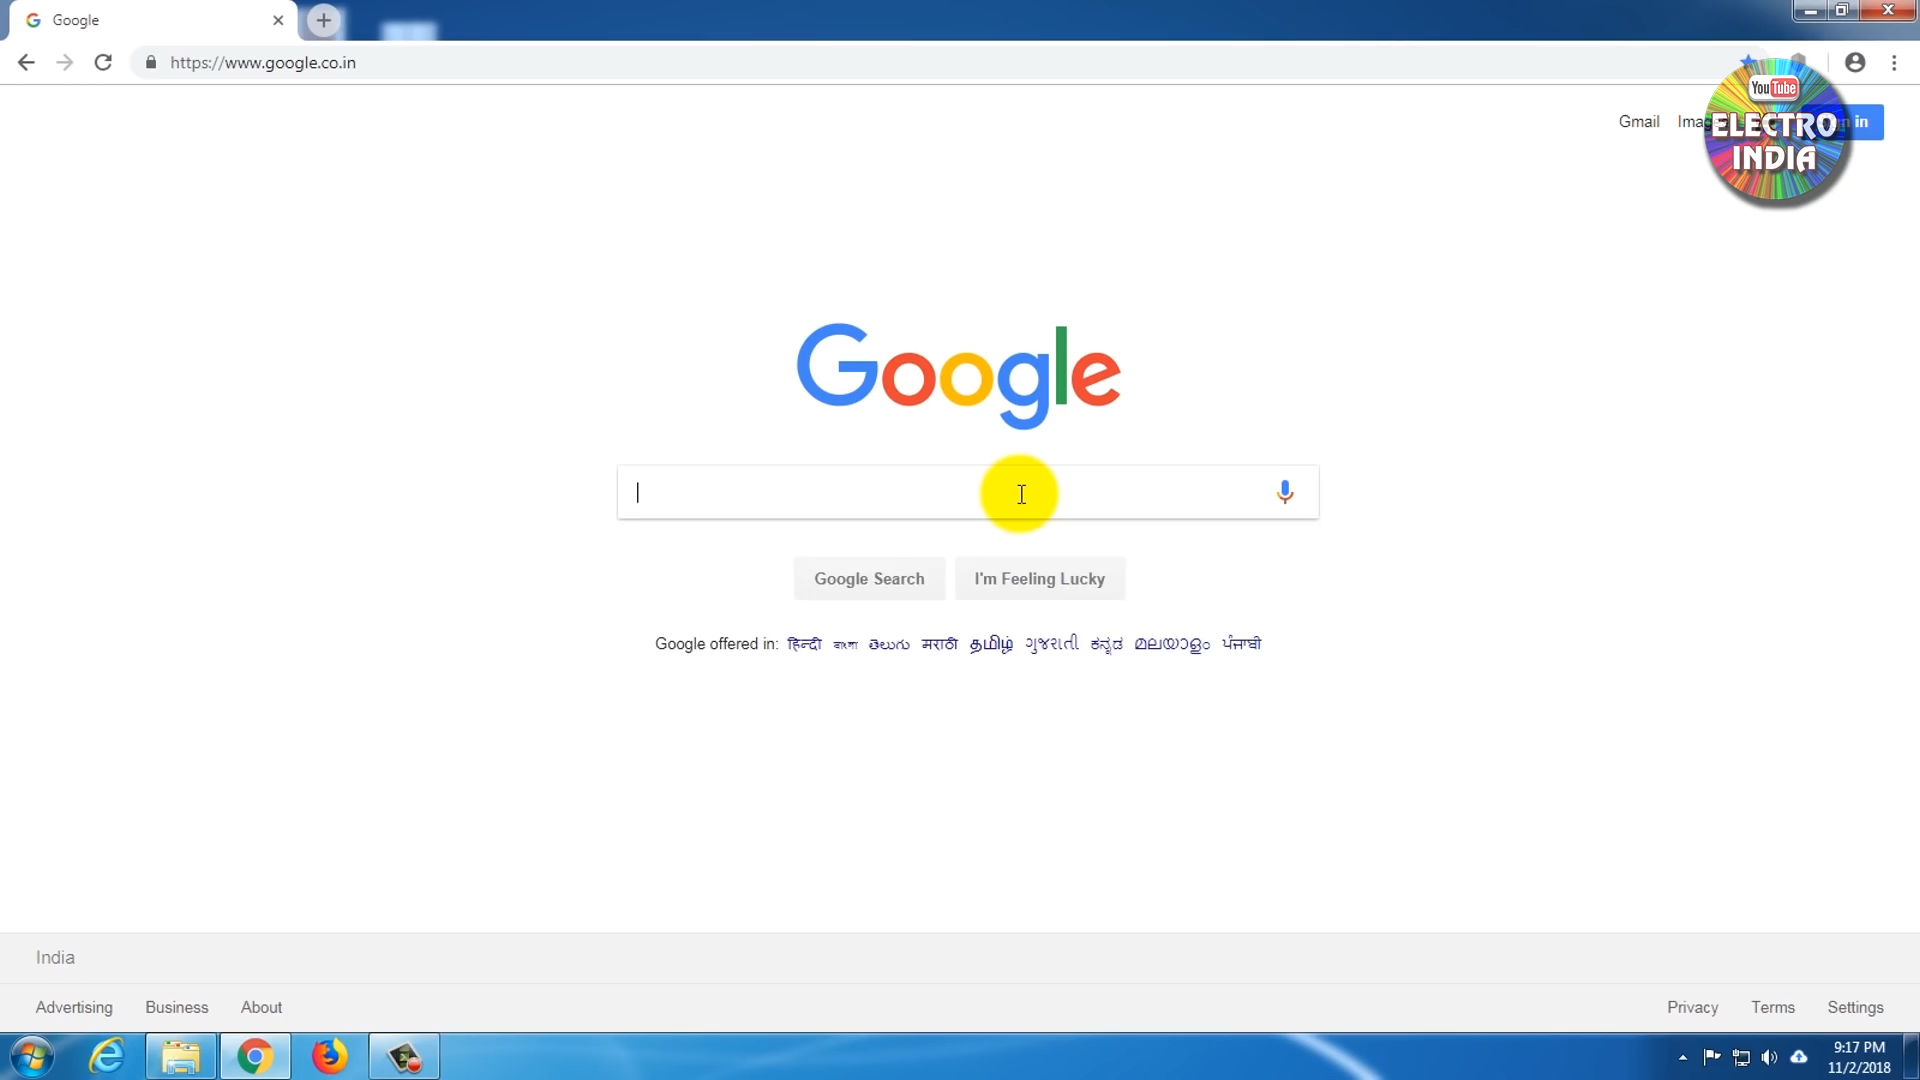 Google
https://www.google.co.in
Gmail
You Tube
ELECTRO
INDIA
in
Google
Google Search
I'm Feeling Lucky
Google offered in: हिन्दी বাংলা తెలుగు मराठी தமிழ் ગુજરાતી ಕನ್ನಡ മലയാളം ਪੰਜਾਬੀ
India
Advertising Business About
Privacy Terms Settings
9:17 PM
11/2/2018